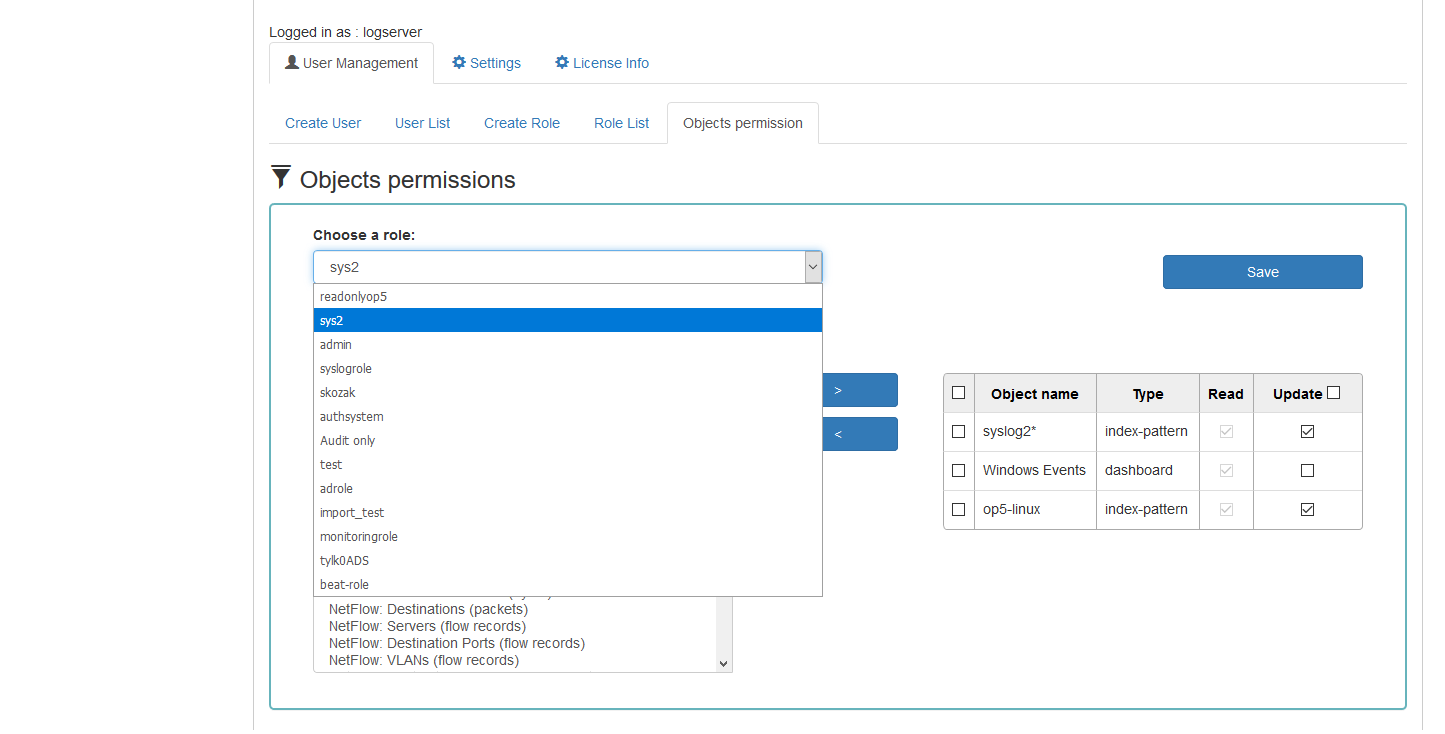 Logged in as : logserver
User Management Settings License Info
Create User User List Create Role Role List Objects permission
Objects permissions
Choose a role:
sys2
Save
readonlyop5
sys2
admin
syslogrole
skozak
authsystem
Audit only
test
adrole
import_test
monitoringrole
tylk0ADS
beat-role
>
<
Object name Type Read Update
syslog2* index-pattern
Windows Events dashboard
op5-linux index-pattern
NetFlow: Destinations (packets)
NetFlow: Servers (flow records)
NetFlow: Destination Ports (flow records)
NetFlow: VLANs (flow records)